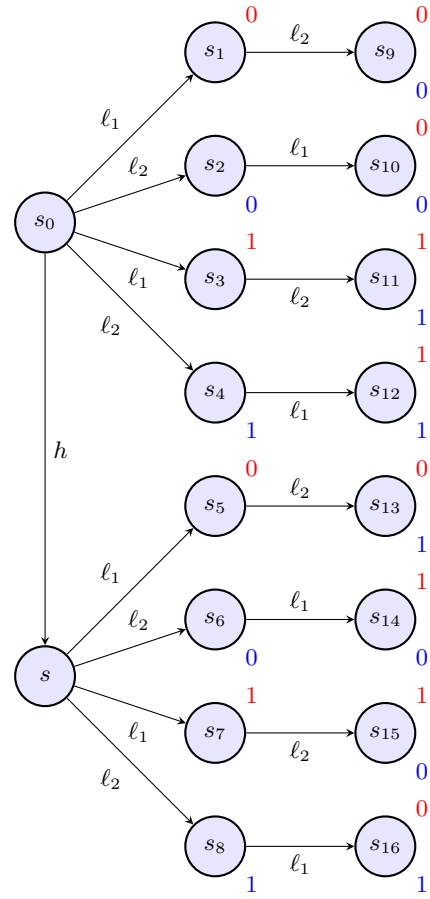 0 0
s₁ ℓ₂ s₉
ℓ₁ 0
0
ℓ₂ s₂ ℓ₁ s₁₀
s₀ 0 0
1 1
ℓ₁ s₃ ℓ₂ s₁₁
ℓ₂ 1
1
s₄ ℓ₁ s₁₂
1 1
h
0 0
s₅ ℓ₂ s₁₃
ℓ₁ 1
1
ℓ₂ s₆ ℓ₁ s₁₄
s 0 0
1 1
ℓ₁ s₇ ℓ₂ s₁₅
ℓ₂ 0
0
s₈ ℓ₁ s₁₆
1 1